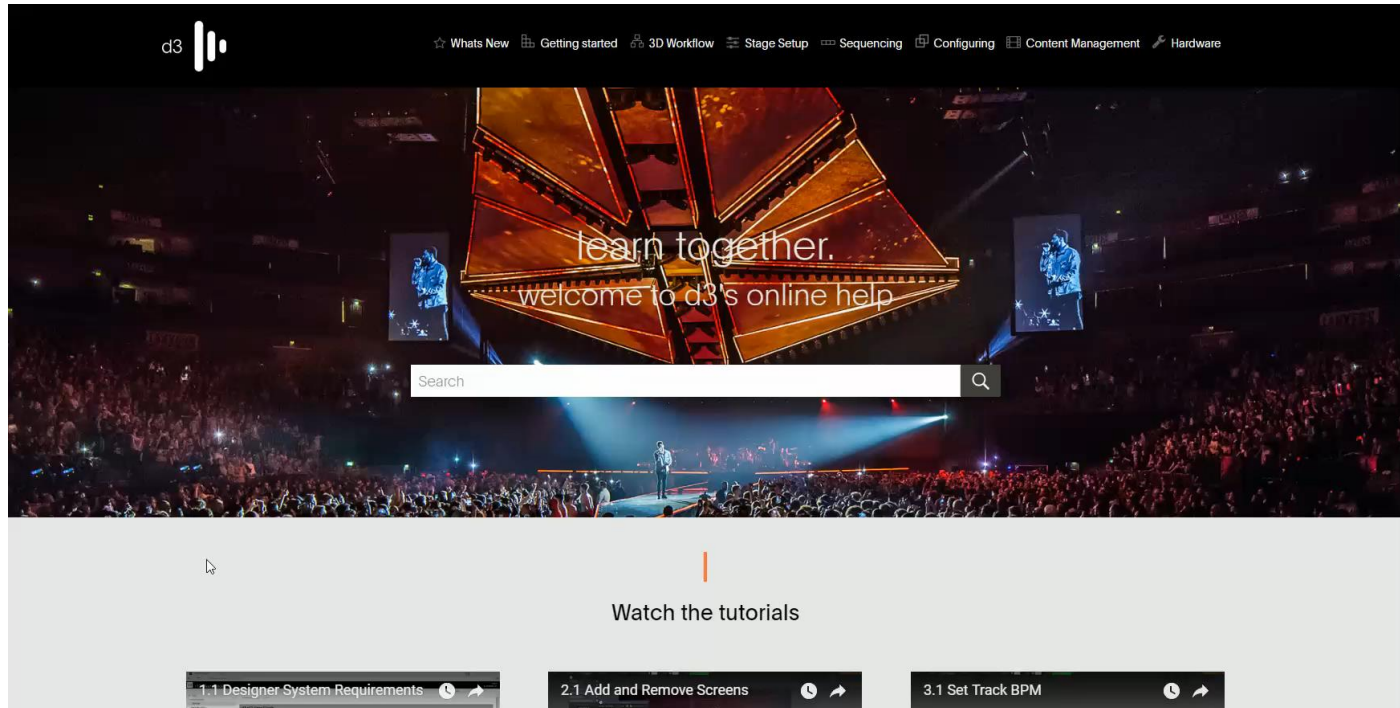 d3
Whats New Getting started 3D Workflow Stage Setup Sequencing Configuring Content Management Hardware
learn together.
welcome to d3's online help
Search
Watch the tutorials
1.1 Designer System Requirements
2.1 Add and Remove Screens
3.1 Set Track BPM